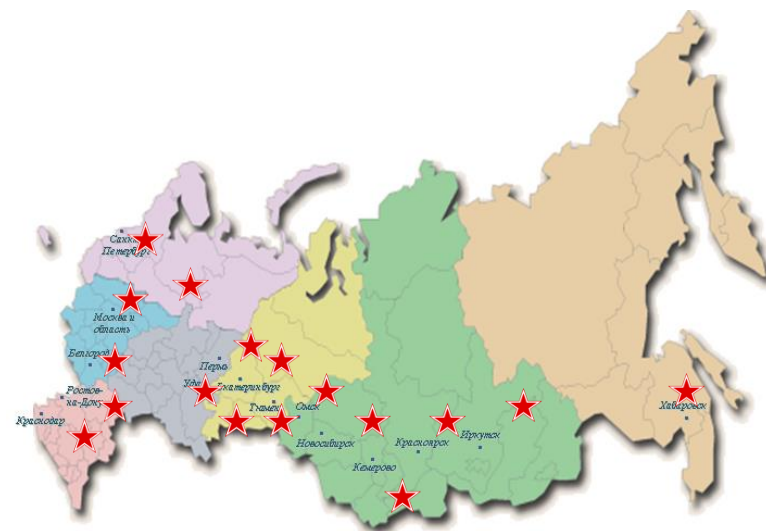 Санкт-
Петербург
Москва и
область
Белгород
Пермь
Екатеринбург
Ростов-
на-Дону
Краснодар
Тюмень
Омск
Новосибирск
Красноярск
Иркутск
Кемерово
Хабаровск